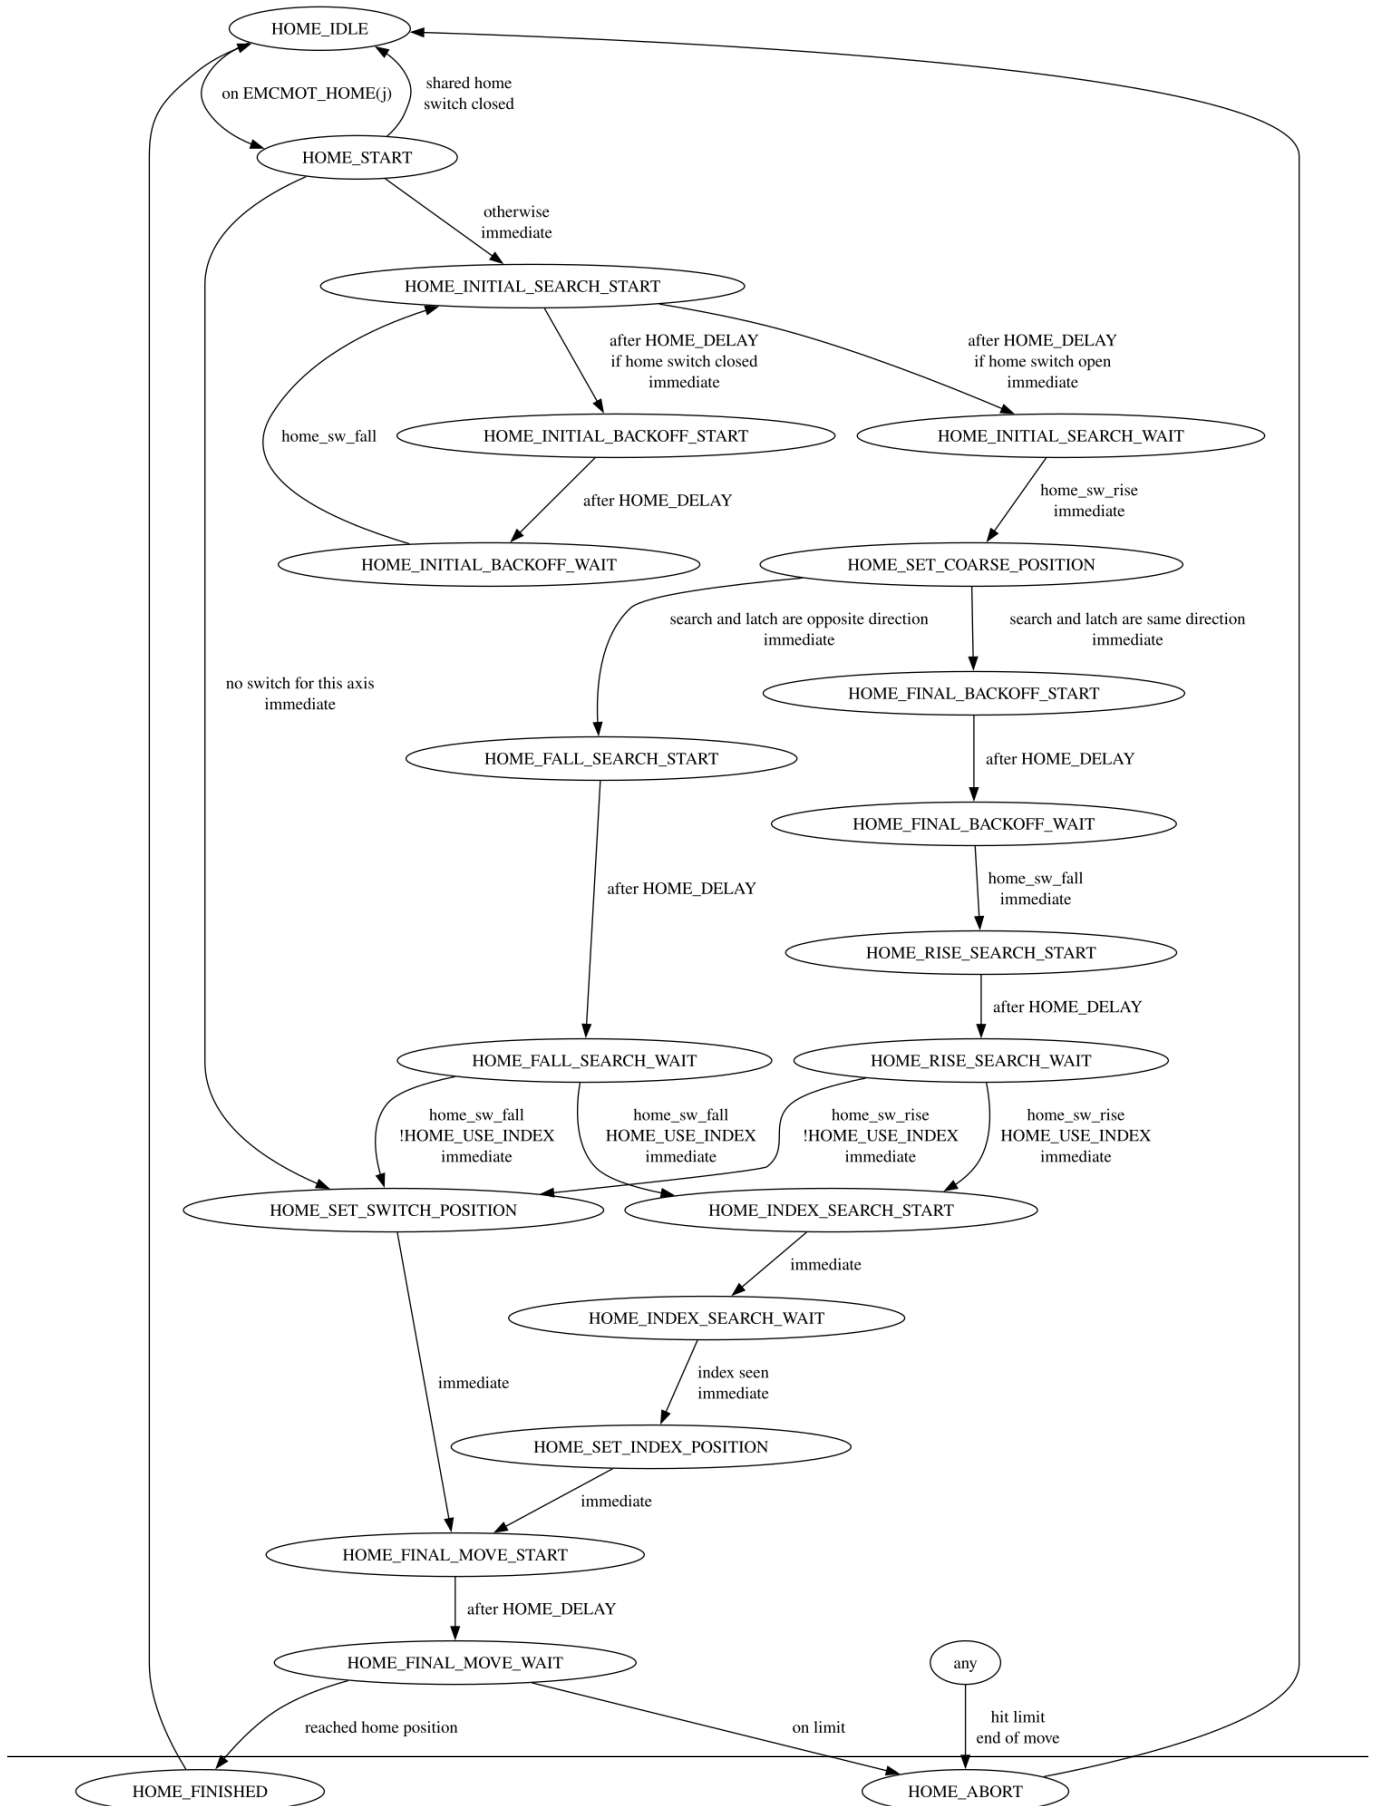 HOME_IDLE
on EMCMOT_HOME(j)
shared home
switch closed
HOME_START
otherwise
immediate
HOME_INITIAL_SEARCH_START
after HOME_DELAY
if home switch closed
immediate
after HOME_DELAY
if home switch open
immediate
home_sw_fall
HOME_INITIAL_BACKOFF_START
HOME_INITIAL_SEARCH_WAIT
after HOME_DELAY
home_sw_rise
immediate
HOME_INITIAL_BACKOFF_WAIT
HOME_SET_COARSE_POSITION
search and latch are opposite direction
immediate
search and latch are same direction
immediate
no switch for this axis
immediate
HOME_FINAL_BACKOFF_START
HOME_FALL_SEARCH_START
after HOME_DELAY
HOME_FINAL_BACKOFF_WAIT
after HOME_DELAY
home_sw_fall
immediate
HOME_RISE_SEARCH_START
after HOME_DELAY
HOME_FALL_SEARCH_WAIT
HOME_RISE_SEARCH_WAIT
home_sw_fall
!HOME_USE_INDEX
immediate
home_sw_fall
HOME_USE_INDEX
immediate
home_sw_rise
!HOME_USE_INDEX
immediate
home_sw_rise
HOME_USE_INDEX
immediate
HOME_SET_SWITCH_POSITION
HOME_INDEX_SEARCH_START
immediate
HOME_INDEX_SEARCH_WAIT
immediate
index seen
immediate
HOME_SET_INDEX_POSITION
immediate
HOME_FINAL_MOVE_START
after HOME_DELAY
HOME_FINAL_MOVE_WAIT
any
reached home position
on limit
hit limit
end of move
HOME_FINISHED
HOME_ABORT